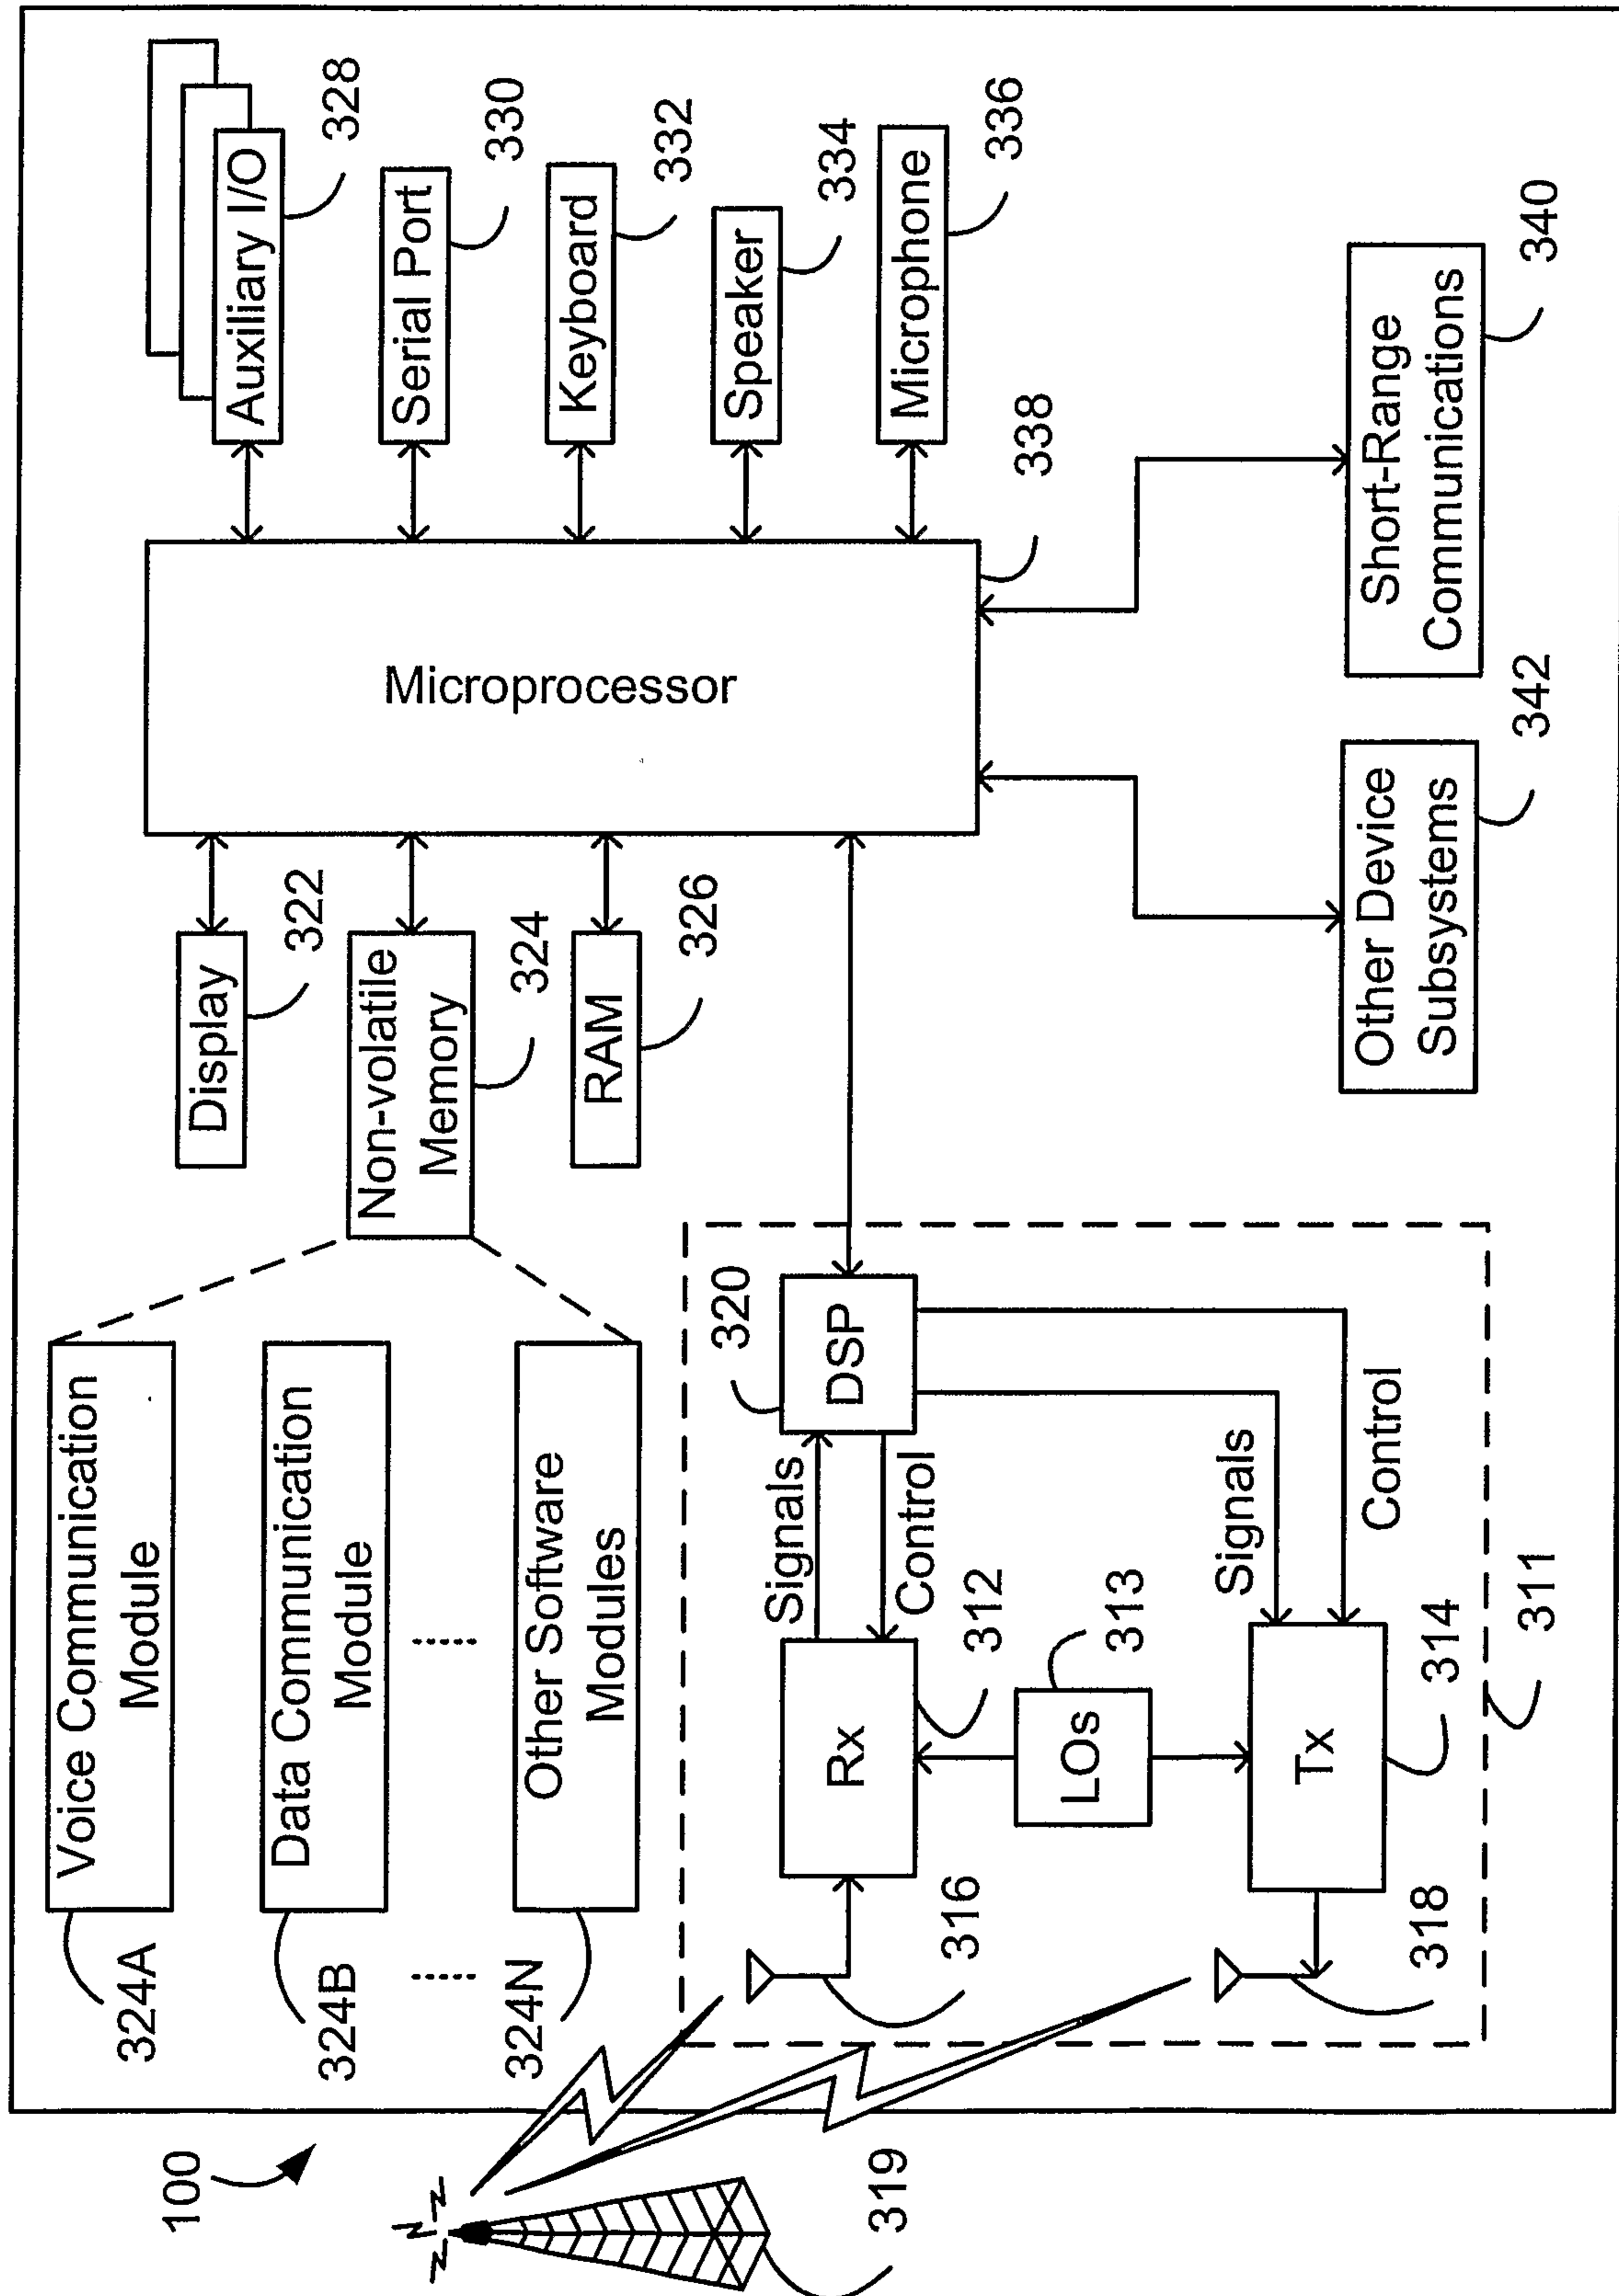 100
319
324A
Voice Communication
Module
324B
Data Communication
Module
324N
Other Software
Modules
Display
322
Non-volatile
Memory
324
RAM
326
Microprocessor
338
Auxiliary I/O
328
Serial Port
330
Keyboard
332
Speaker
334
Microphone
336
320
DSP
Signals
Control
Rx
312
316
LOs
313
Signals
Control
Tx
314
318
311
Other Device
Subsystems
342
Short-Range
Communications
340